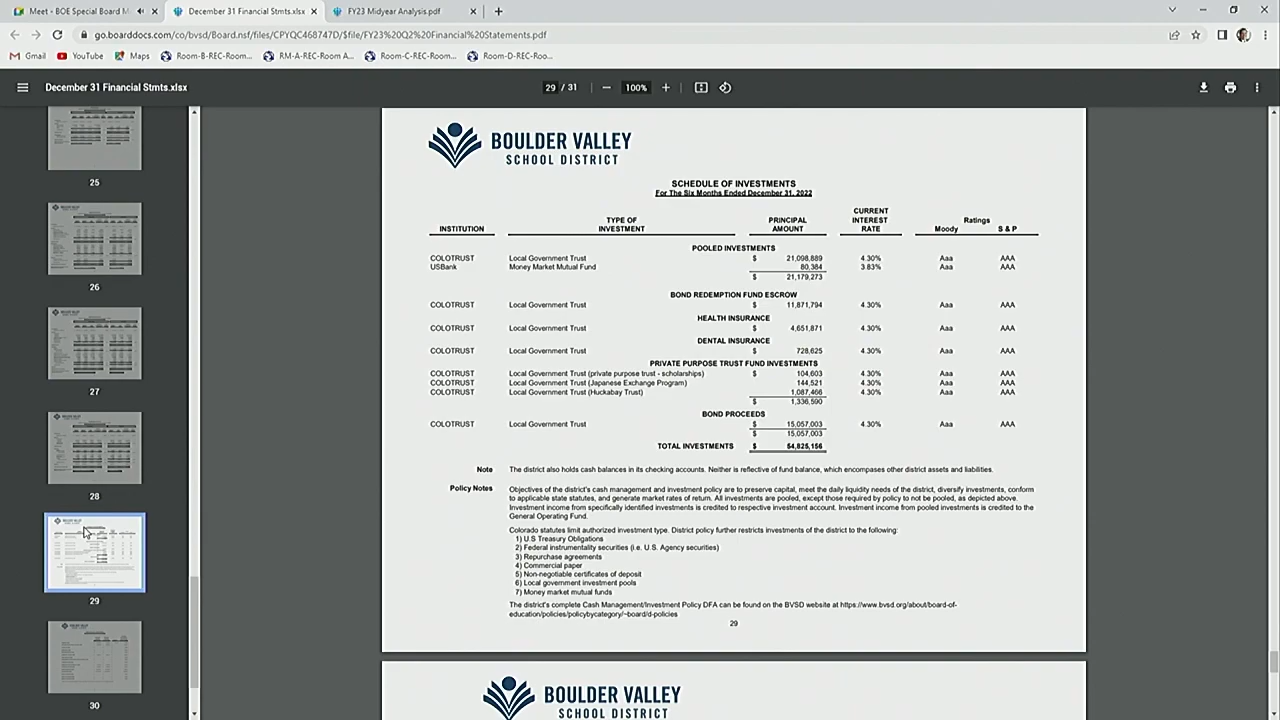 Meet - BOE Special Board M
December 31 Financial Stmts.xlsx
FY23 Midyear Analysis.pdf
go.boarddocs.com/co/bvsd/Board.nsf/files/CPYQC468747D/$file/FY23%20Q2%20Financial%20Statements.pdf
Gmail YouTube Maps Room-B-REC-Room... RM-A-REC-Room A... Room-C-REC-Room... Room-D-REC-Roo...
December 31 Financial Stmts.xlsx 29 / 31 100%
25
26
27
28
29
30
BOULDER VALLEY
SCHOOL DISTRICT
SCHEDULE OF INVESTMENTS
For The Six Months Ended December 31, 2022
INSTITUTION TYPE OF INVESTMENT PRINCIPAL AMOUNT CURRENT INTEREST RATE Ratings Moody S & P
POOLED INVESTMENTS
COLOTRUST Local Government Trust $ 21,098,889 4.30% Aaa AAA
USBank Money Market Mutual Fund 80,384 3.83% Aaa AAA
$ 21,179,273
BOND REDEMPTION FUND ESCROW
COLOTRUST Local Government Trust $ 11,871,794 4.30% Aaa AAA
HEALTH INSURANCE
COLOTRUST Local Government Trust $ 4,651,871 4.30% Aaa AAA
DENTAL INSURANCE
COLOTRUST Local Government Trust $ 728,625 4.30% Aaa AAA
PRIVATE PURPOSE TRUST FUND INVESTMENTS
COLOTRUST Local Government Trust (private purpose trust - scholarships) $ 104,603 4.30% Aaa AAA
COLOTRUST Local Government Trust (Japanese Exchange Program) 144,521 4.30% Aaa AAA
COLOTRUST Local Government Trust (Huckabay Trust) 1,087,466 4.30% Aaa AAA
$ 1,336,590
BOND PROCEEDS
COLOTRUST Local Government Trust $ 15,057,003 4.30% Aaa AAA
$ 15,057,003
TOTAL INVESTMENTS $ 54,825,156
Note The district also holds cash balances in its checking accounts. Neither is reflective of fund balance, which encompases other district assets and liabilities.
Policy Notes Objectives of the district's cash management and investment policy are to preserve capital, meet the daily liquidity needs of the district, diversify investments, conform
to applicable state statutes, and generate market rates of return. All investments are pooled, except those required by policy to not be pooled, as depicted above.
Investment income from specifically identified investments is credited to respective investment account. Investment income from pooled investments is credited to the
General Operating Fund.
Colorado statutes limit authorized investment type. District policy further restricts investments of the district to the following:
1) U.S Treasury Obligations
2) Federal instrumentality securities (i.e. U.S. Agency securities)
3) Repurchase agreements
4) Commercial paper
5) Non-negotiable certificates of deposit
6) Local government investment pools
7) Money market mutual funds
The district's complete Cash Management/Investment Policy DFA can be found on the BVSD website at https://www.bvsd.org/about/board-of-
education/policies/policybycategory/~board/d-policies
29
BOULDER VALLEY
SCHOOL DISTRICT